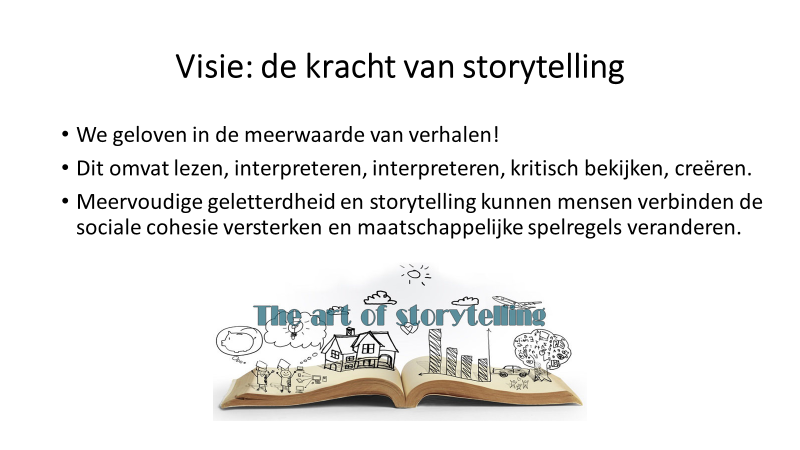 Visie: de kracht van storytelling
• We geloven in de meerwaarde van verhalen!
• Dit omvat lezen, interpreteren, interpreteren, kritisch bekijken, creëren.
• Meervoudige geletterdheid en storytelling kunnen mensen verbinden de
sociale cohesie versterken en maatschappelijke spelregels veranderen.
The art of storytelling